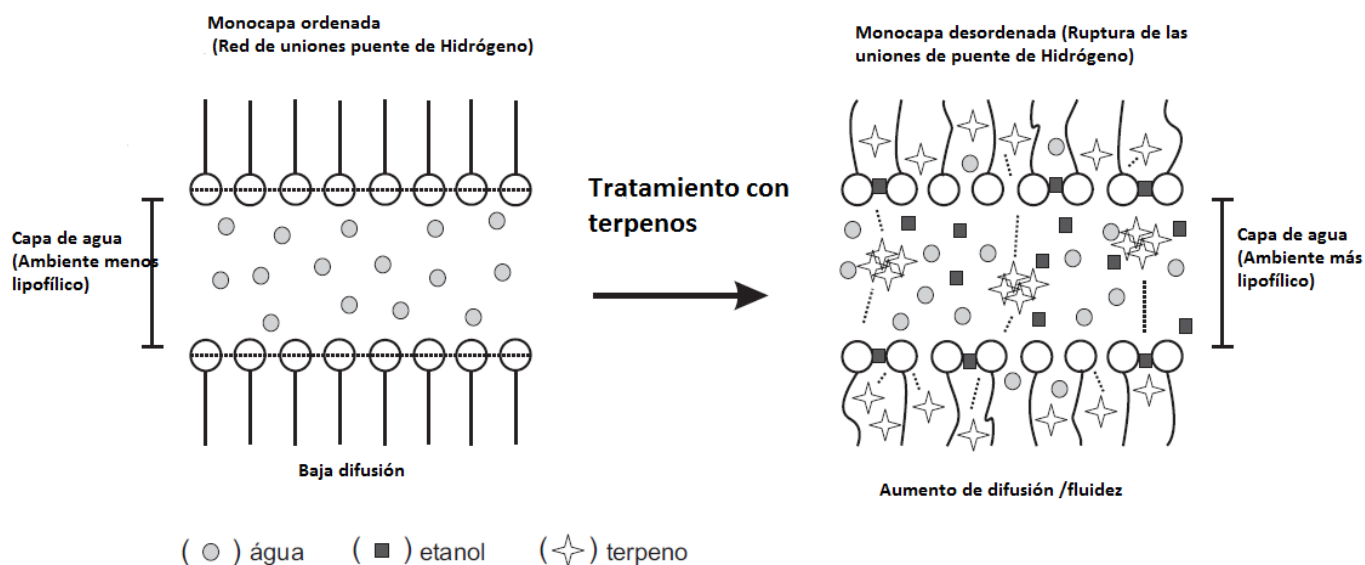 Monocapa ordenada
(Red de uniones puente de Hidrógeno)
Monocapa desordenada (Ruptura de las
uniones de puente de Hidrógeno)
Capa de agua
(Ambiente menos
lipofílico)
Tratamiento con
terpenos
Capa de agua
(Ambiente más
lipofílico)
Baja difusión
Aumento de difusión /fluidez
( ) água ( ) etanol ( ) terpeno